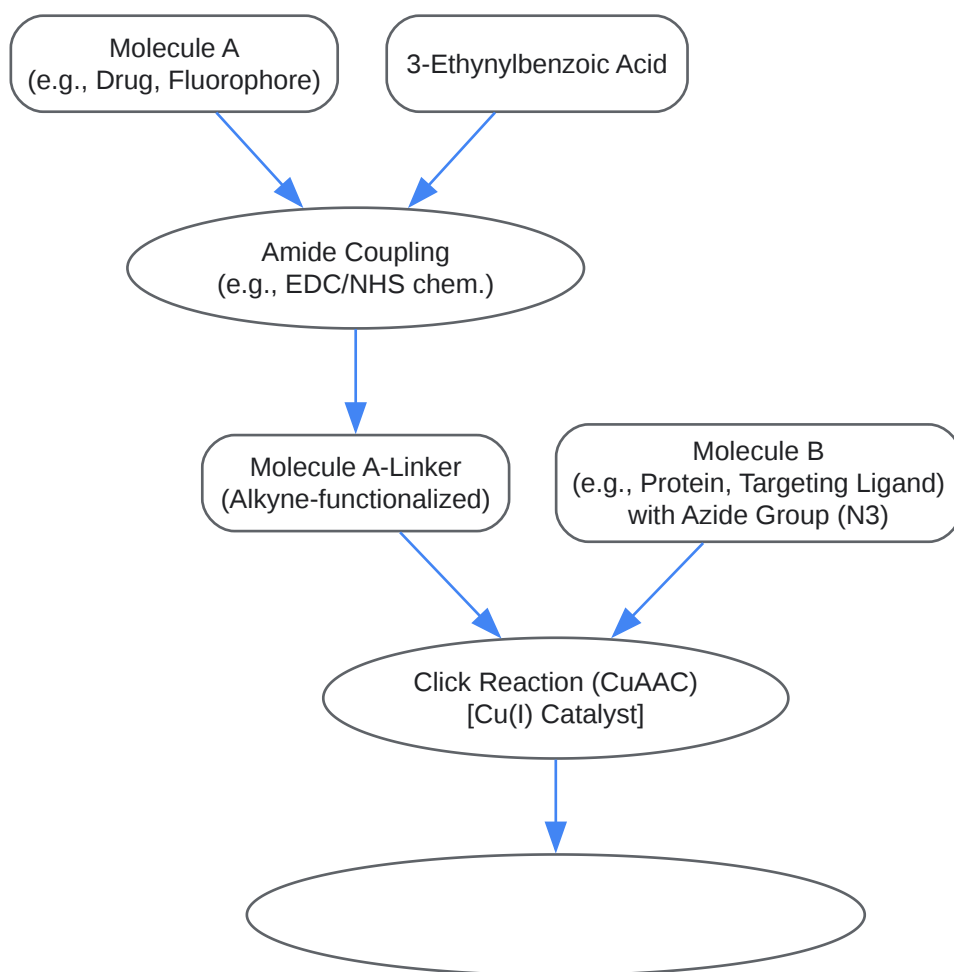 Molecule A
(e.g., Drug, Fluorophore)
3-Ethynylbenzoic Acid
Amide Coupling
(e.g., EDC/NHS chem.)
Molecule A-Linker
(Alkyne-functionalized)
Molecule B
(e.g., Protein, Targeting Ligand)
with Azide Group (N3)
Click Reaction (CuAAC)
[Cu(I) Catalyst]